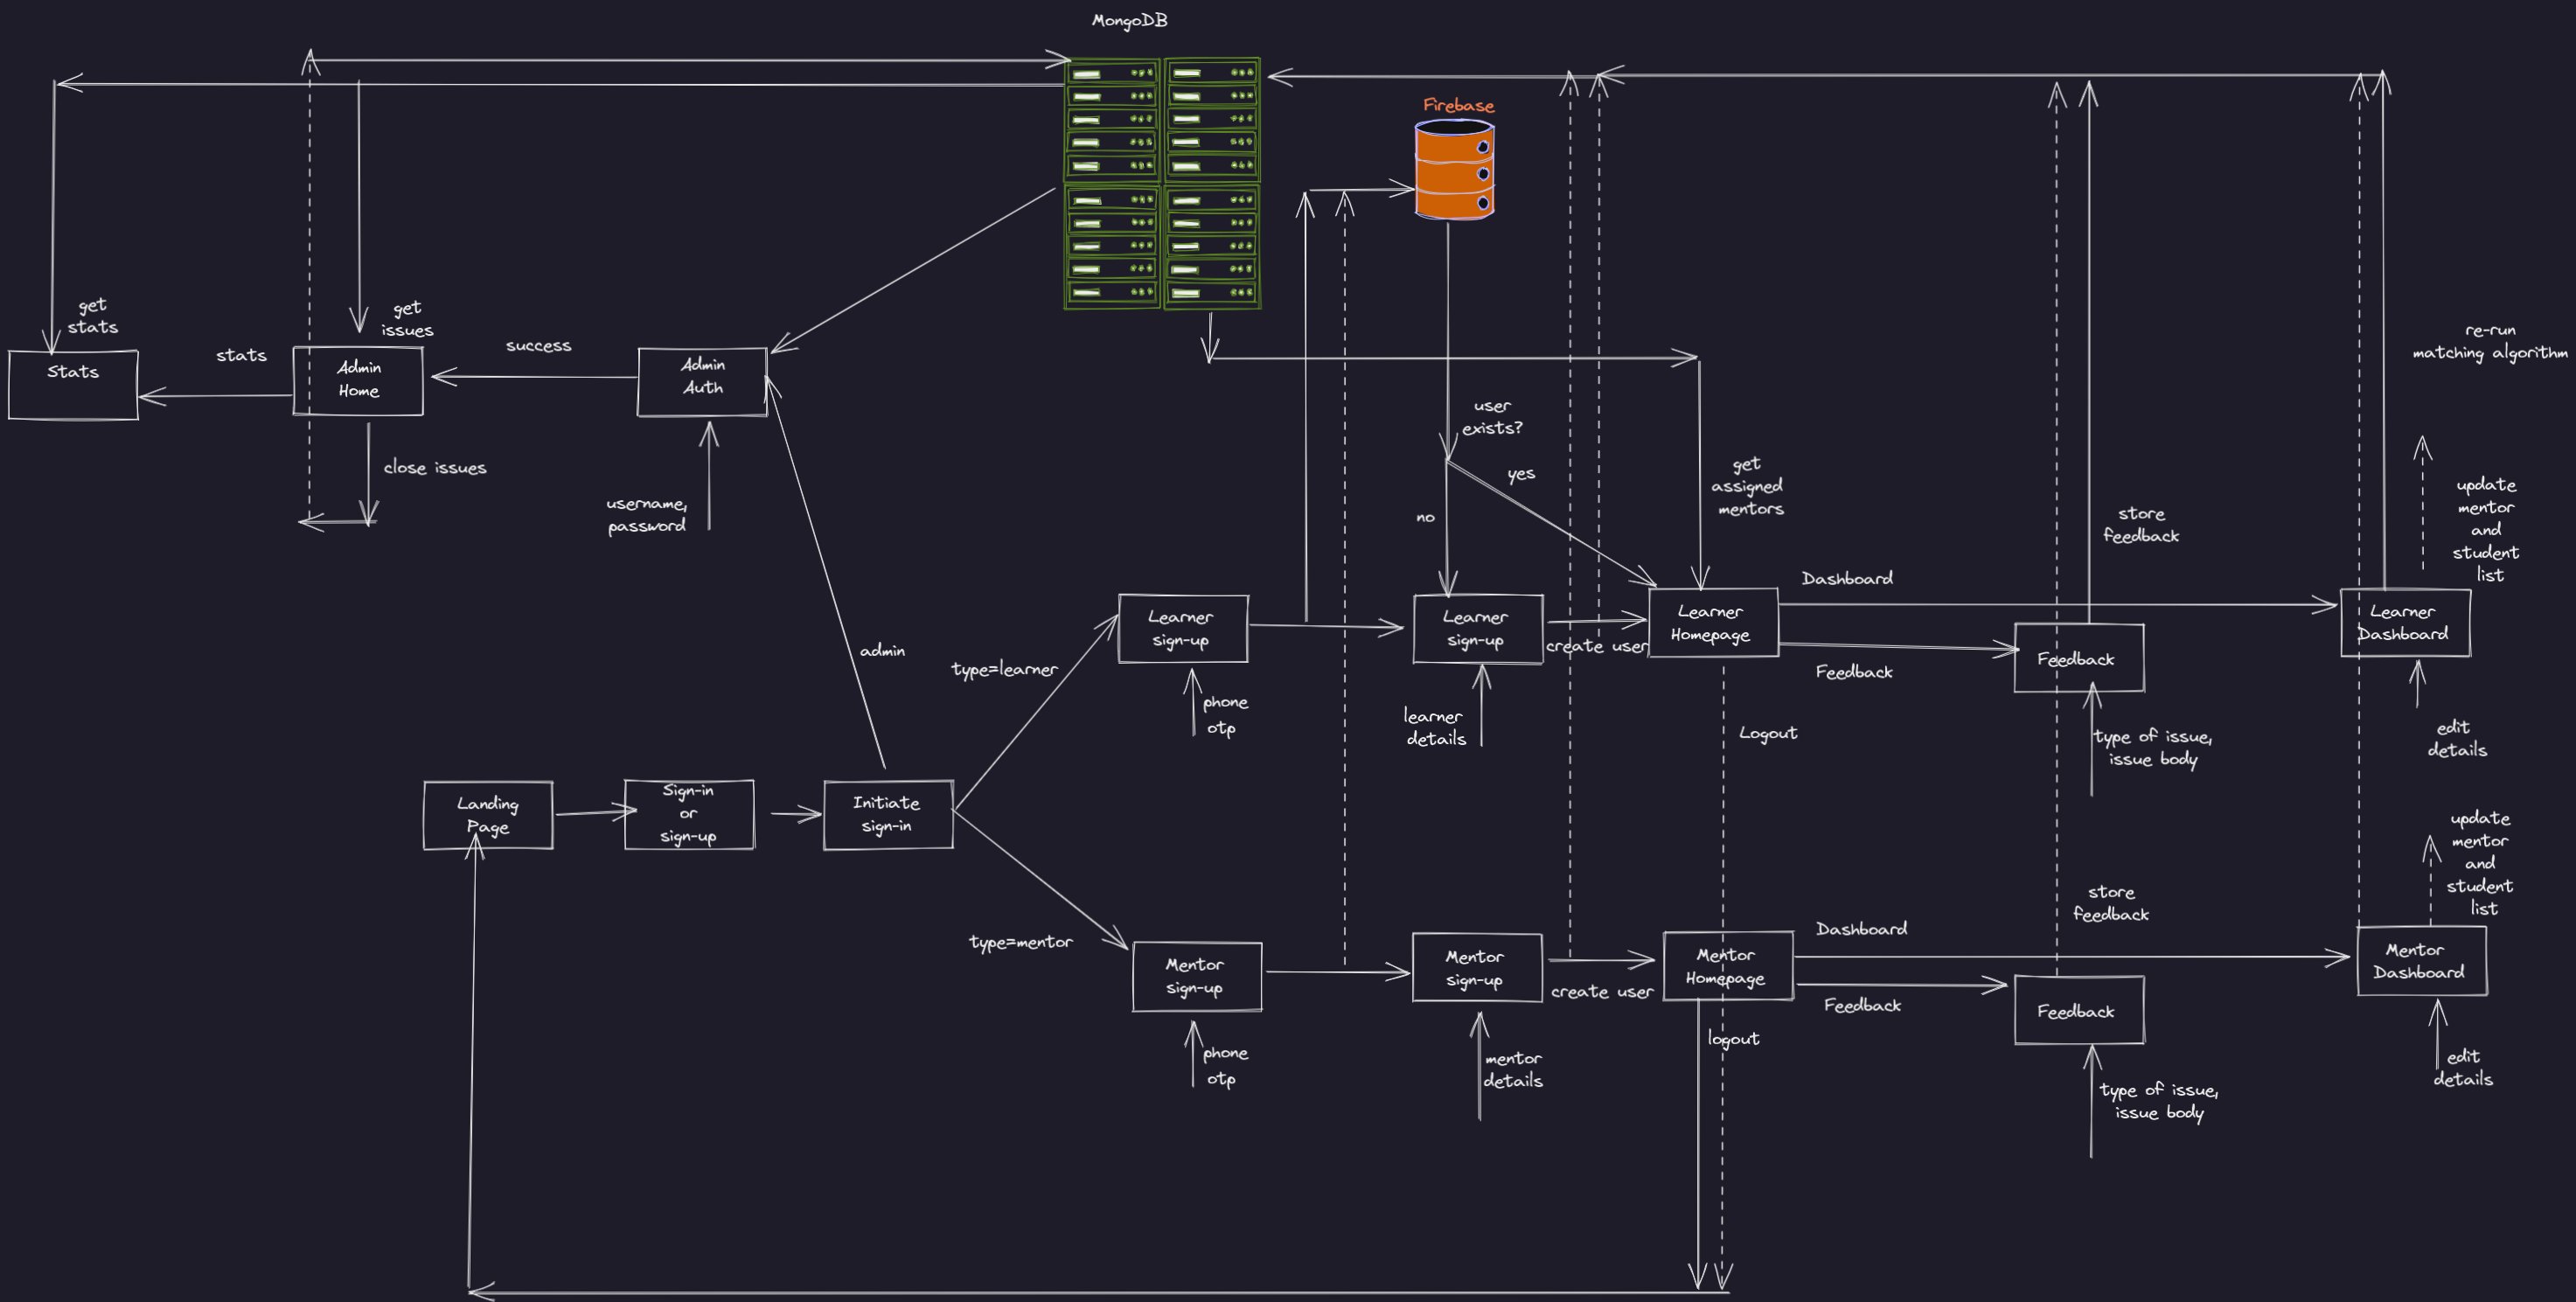 MongoDB
Firebase
get
stats
get
issues
Stats
stats
Admin
Home
success
Admin
Auth
close issues
username,
password
user
exists?
yes
no
get
assigned
mentors
re-run
matching algorithm
update
mentor
and
student
list
store
feedback
admin
type=learner
Learner
sign-up
phone
otp
Learner
sign-up
learner
details
create user
Learner
Homepage
Dashboard
Feedback
Logout
Feedback
type of issue,
issue body
Learner
Dashboard
edit
details
Landing
Page
Sign-in
or
sign-up
Initiate
sign-in
type=mentor
Mentor
sign-up
phone
otp
Mentor
sign-up
mentor
details
create user
Mentor
Homepage
logout
Dashboard
Feedback
store
feedback
Feedback
type of issue,
issue body
update
mentor
and
student
list
Mentor
Dashboard
edit
details